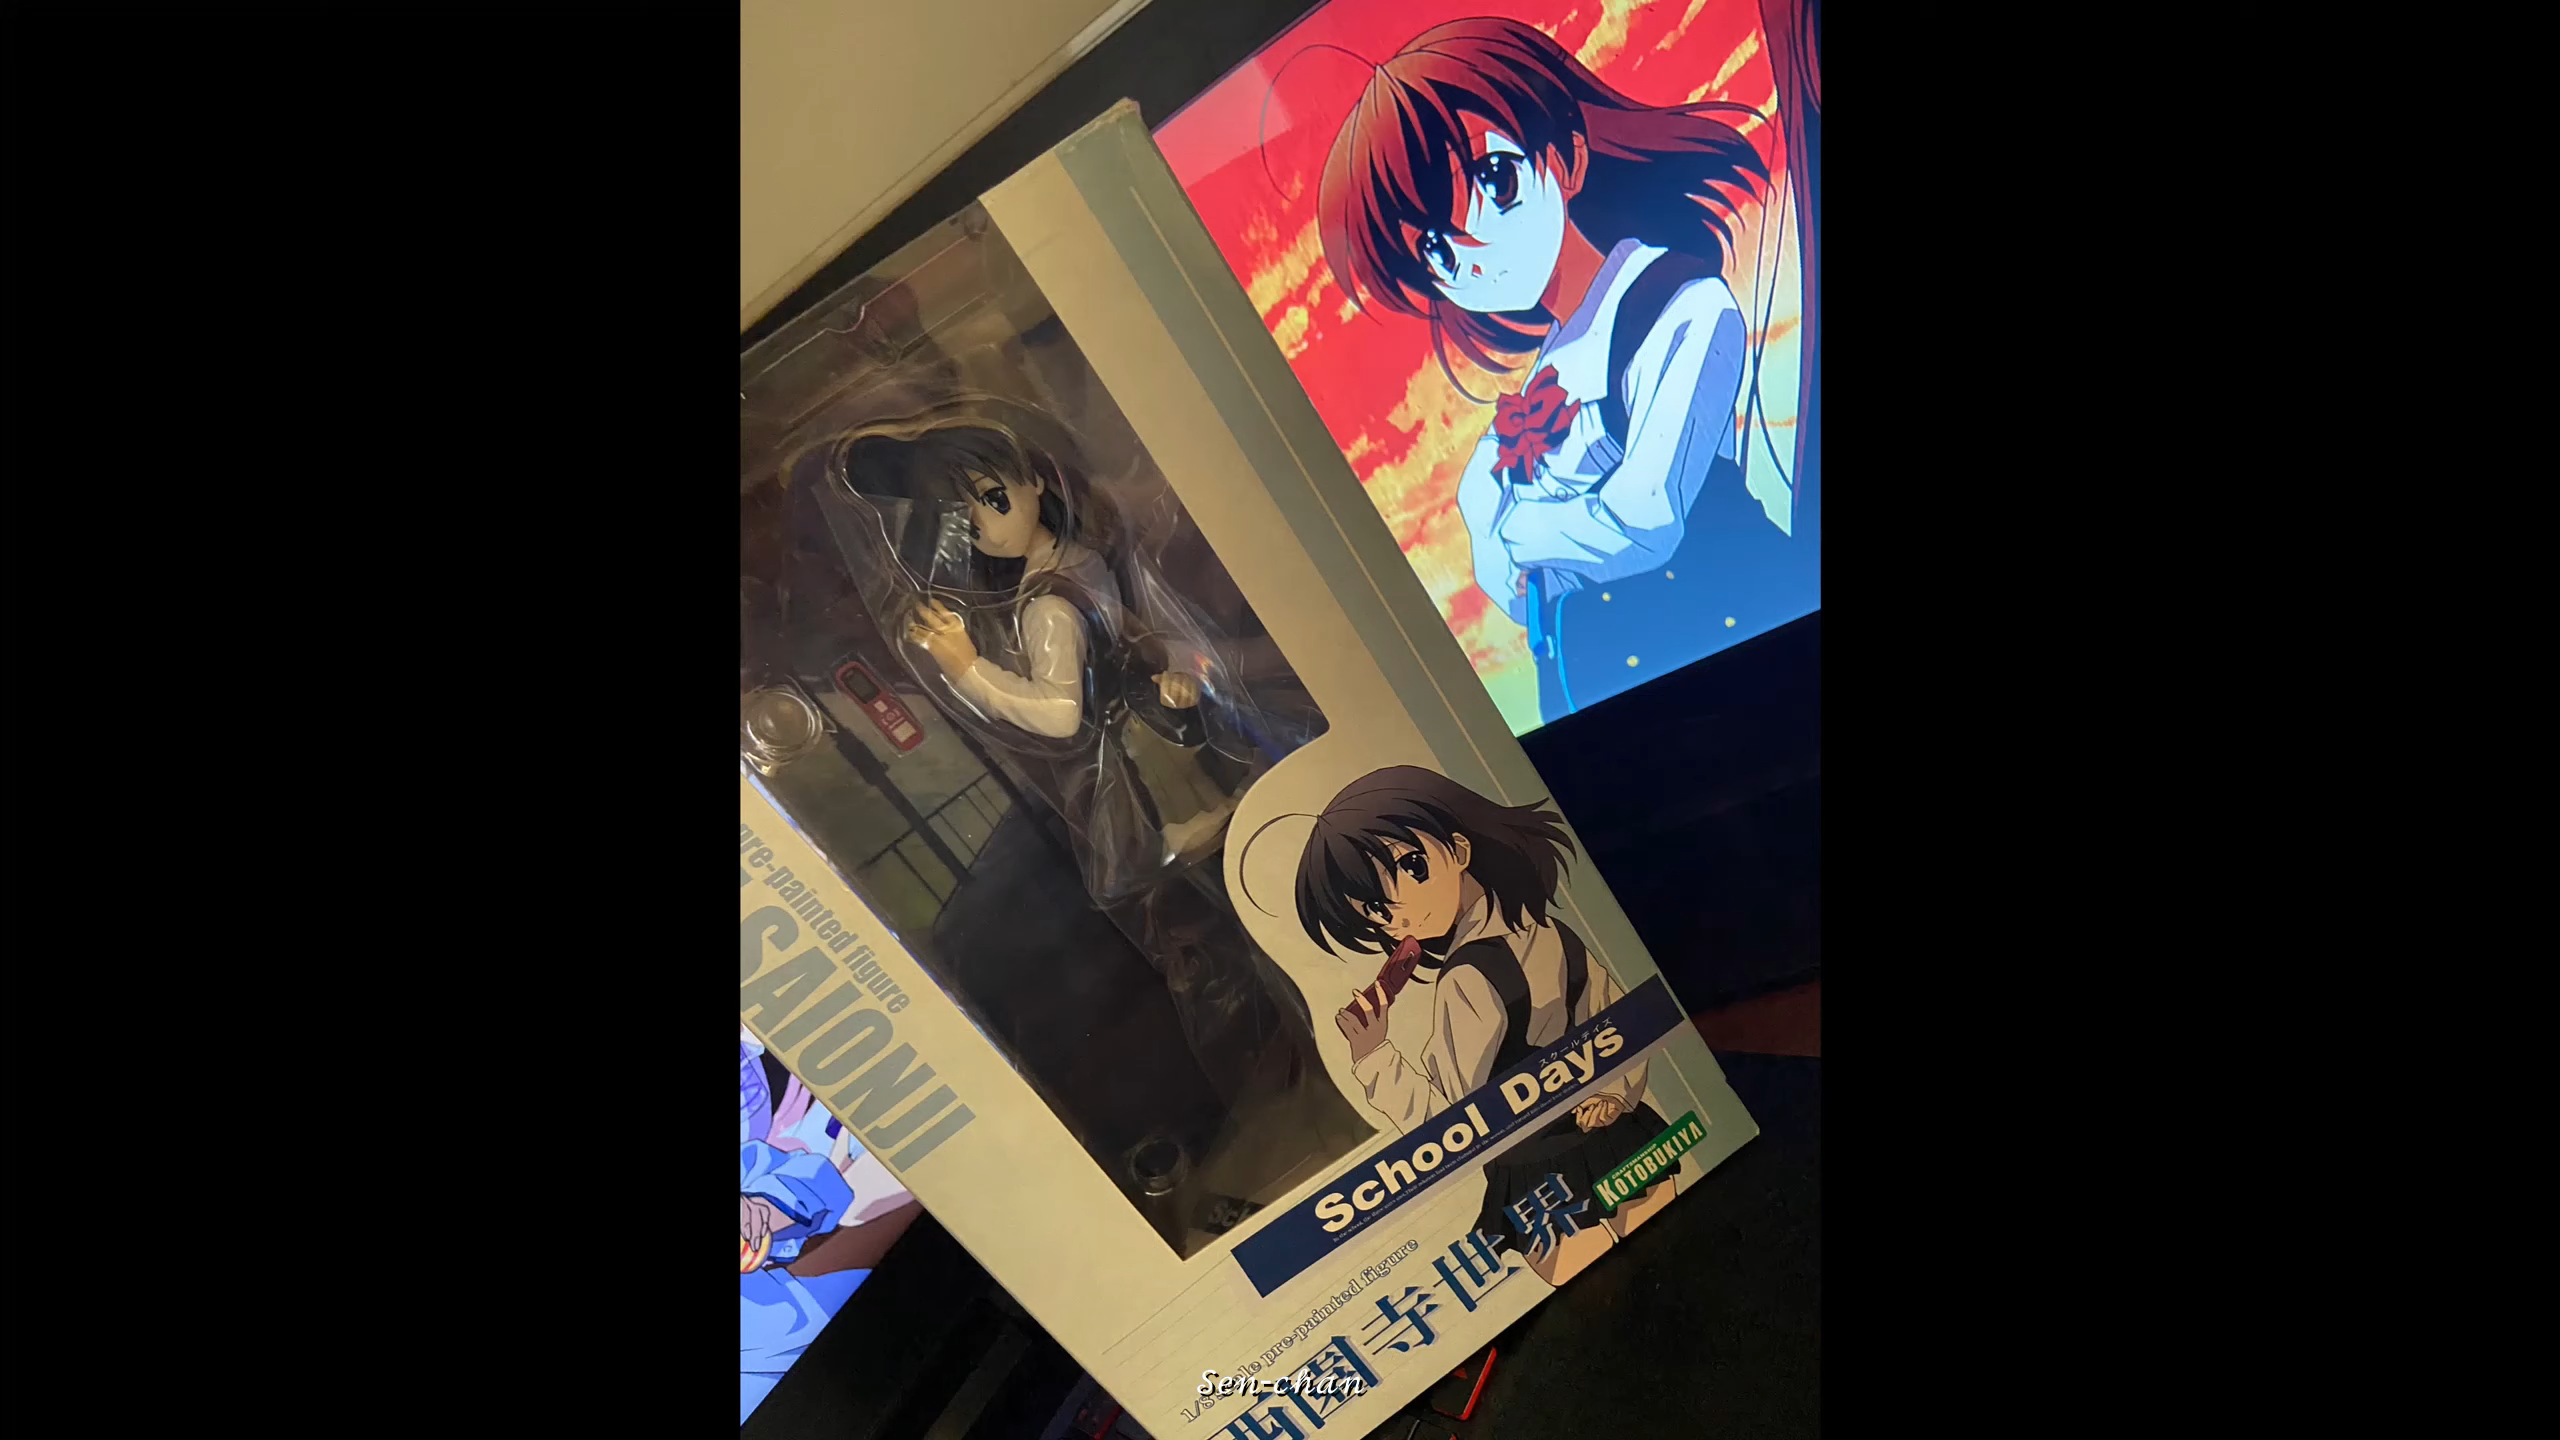 pre-painted figure
SAIONJI
スクールデイズ
School Days
CRAFTSMANSHIP
KOTOBUKIYA
1/8 scale pre-painted figure
西園寺世界
Sen-chan